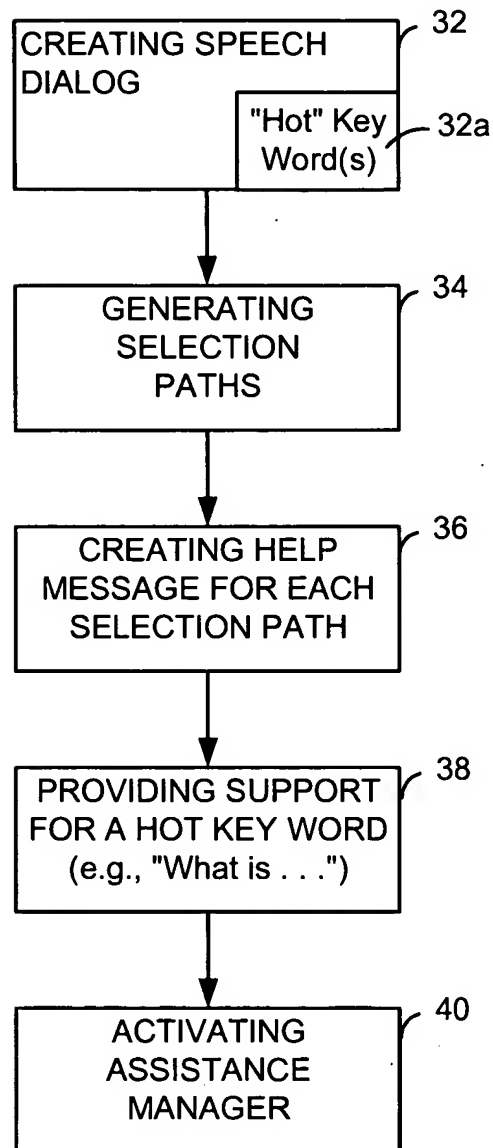 32
CREATING SPEECH
DIALOG
"Hot" Key
Word(s)
32a
34
GENERATING
SELECTION
PATHS
36
CREATING HELP
MESSAGE FOR EACH
SELECTION PATH
38
PROVIDING SUPPORT
FOR A HOT KEY WORD
(e.g., "What is . . .")
40
ACTIVATING
ASSISTANCE
MANAGER